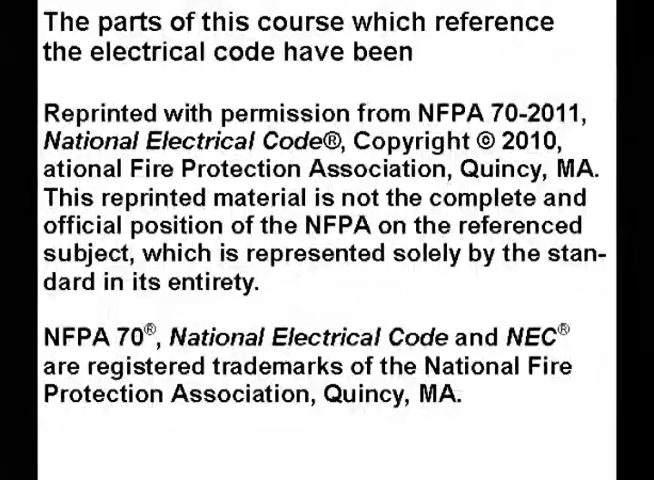 The parts of this course which reference
the electrical code have been
Reprinted with permission from NFPA 70-2011,
National Electrical Code®, Copyright © 2010,
ational Fire Protection Association, Quincy, MA.
This reprinted material is not the complete and
official position of the NFPA on the referenced
subject, which is represented solely by the stan-
dard in its entirety.
NFPA 70®, National Electrical Code and NEC®
are registered trademarks of the National Fire
Protection Association, Quincy, MA.